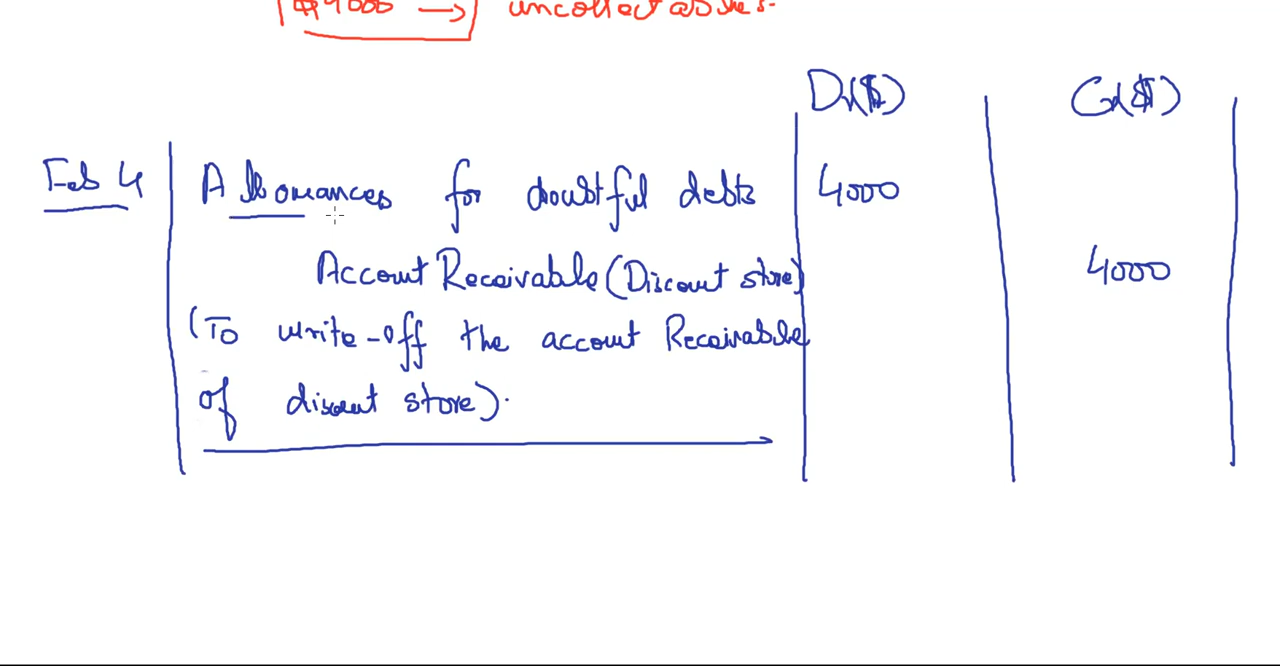 $4000 → uncollectables.
Dr($) Cr($)
Feb 4 Allowances for doubtful debts 4000
Account Receivable (Discount store) 4000
(To write-off the account Receivable
of discount store).